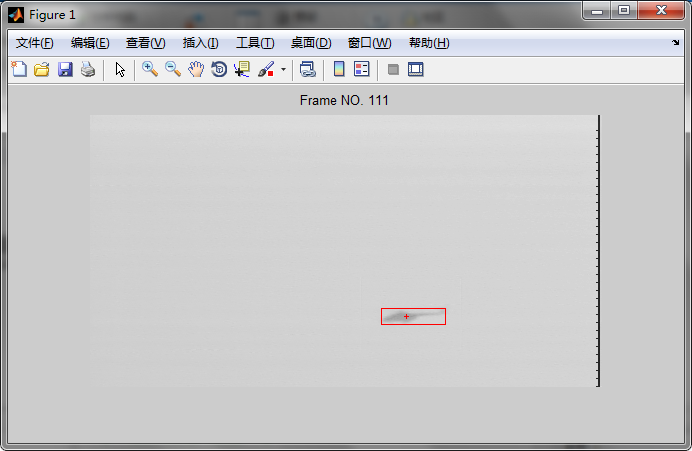 Figure 1
文件(F) 编辑(E) 查看(V) 插入(I) 工具(T) 桌面(D) 窗口(W) 帮助(H)
Frame NO. 111